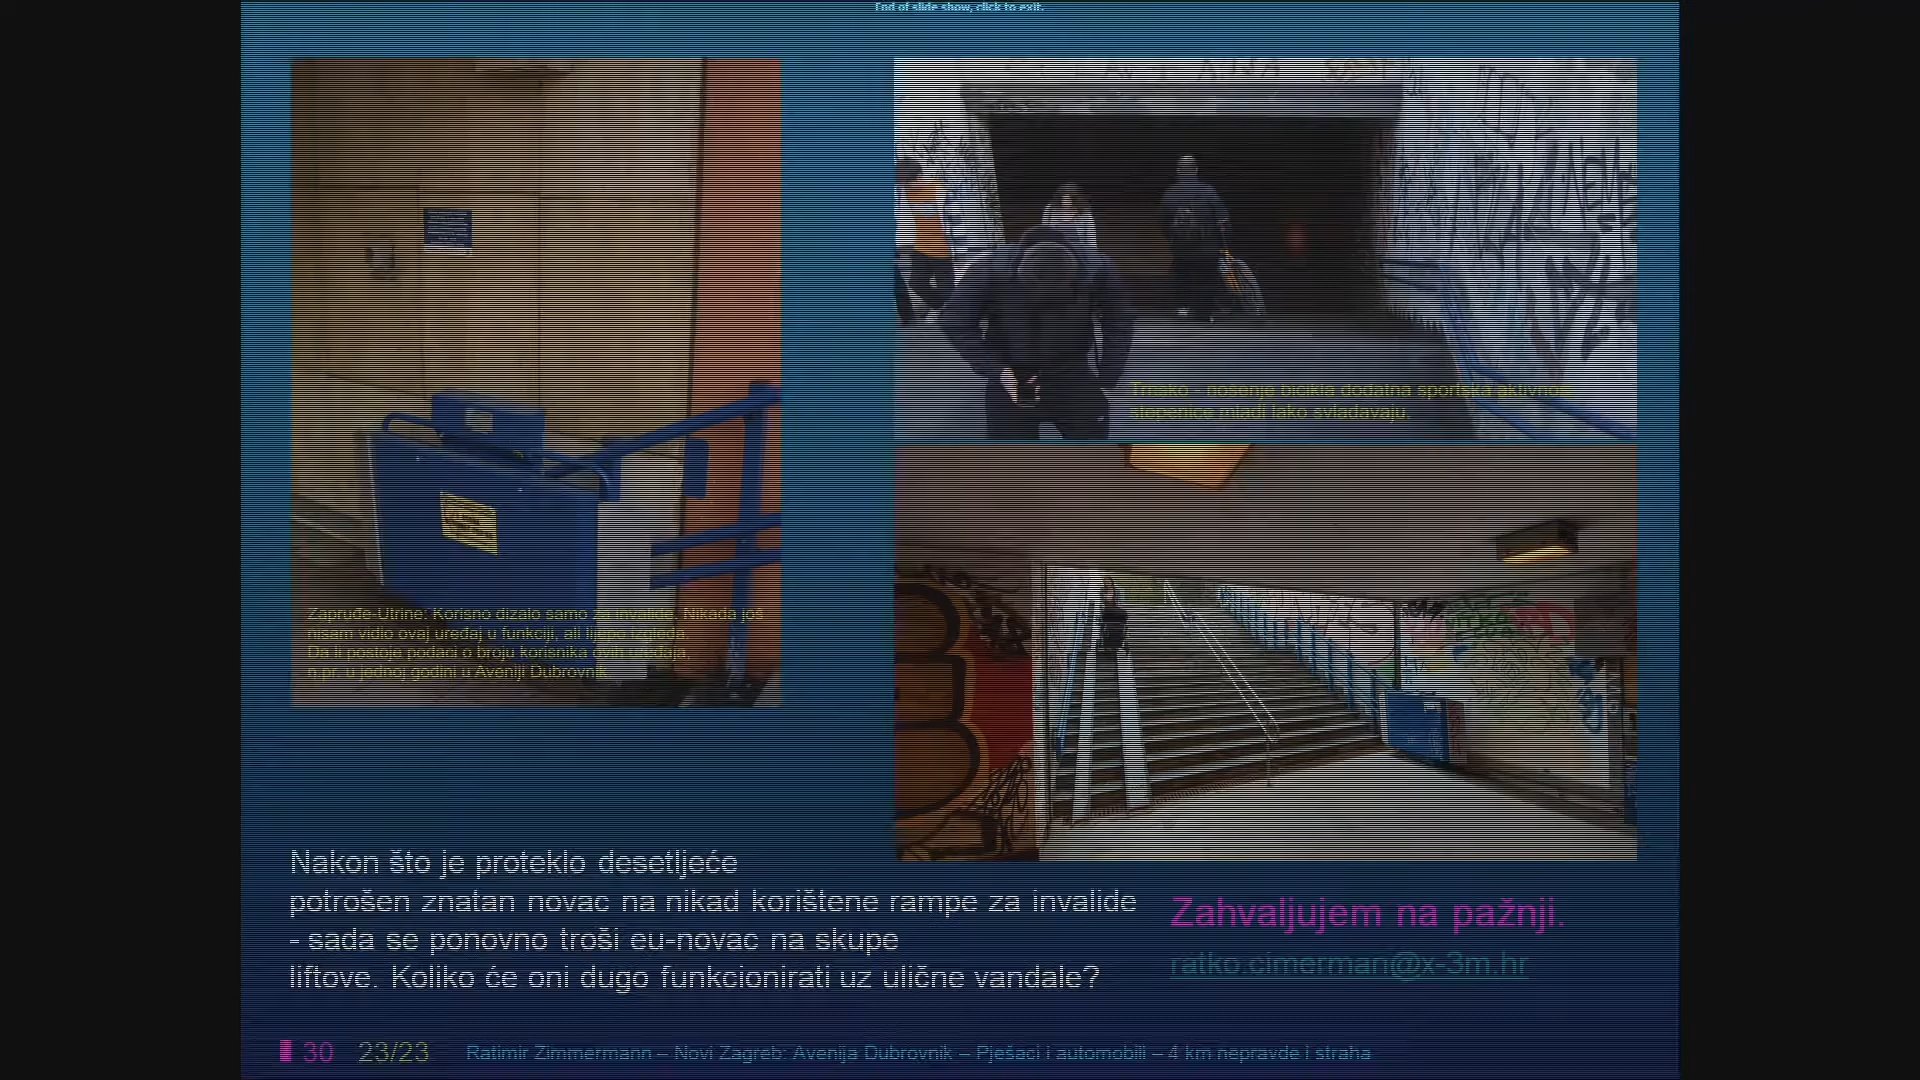 End of slide show, click to exit.
Trnsko - nošenje bicikla dodatna sportska aktivnost
stepenice mladi lako svladavaju.
Zapruđe-Utrine: Korisno dizalo samo za invalide. Nikada još
nisam vidio ovaj uređaj u funkciji, ali lijepo izgleda.
Da li postoje podaci o broju korisnika ovih uređaja,
n.pr. u jednoj godini u Aveniji Dubrovnik.
Nakon što je proteklo desetljeće
potrošen znatan novac na nikad korištene rampe za invalide
- sada se ponovno troši eu-novac na skupe
liftove. Koliko će oni dugo funkcionirati uz ulične vandale?
Zahvaljujem na pažnji.
ratko.cimerman@x-3m.hr
30 23/23 Ratimir Zimmermann – Novi Zagreb: Avenija Dubrovnik – Pješaci i automobili – 4 km nepravde i straha